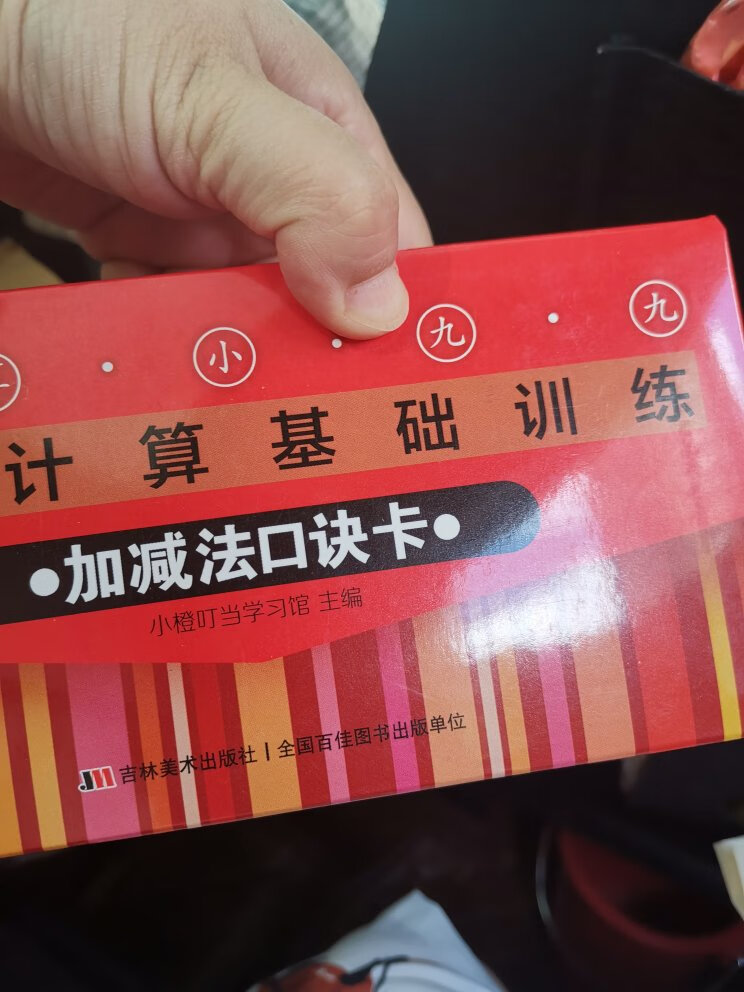 · 小 · 九 · 九
计算基础训练
•加减法口诀卡•
小橙叮当学习馆 主编
JM 吉林美术出版社 | 全国百佳图书出版单位